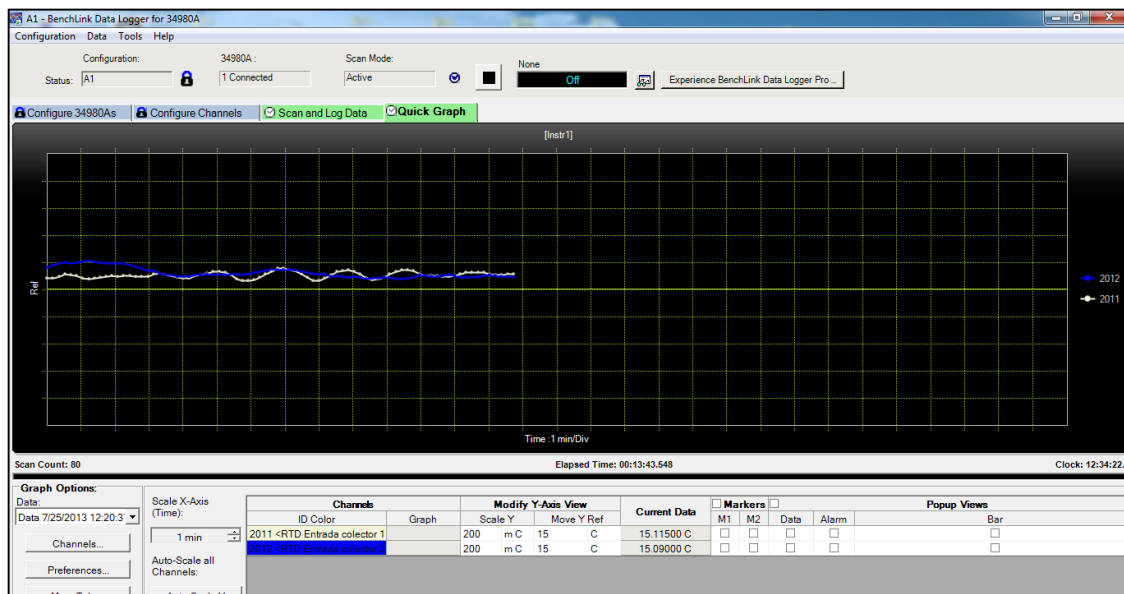 A1 - BenchLink Data Logger for 34980A
Configuration Data Tools Help
Configuration: 34980A : Scan Mode: None
Status: A1 1 Connected Active Off Experience BenchLink Data Logger Pro ..
Configure 34980As Configure Channels Scan and Log Data Quick Graph
[Instr1]
Ref
2012
2011
Time :1 min/Div
Scan Count: 80 Elapsed Time: 00:13:43.548 Clock: 12:34:22.
Graph Options:
Data:
Data 7/25/2013 12:20:3
Channels...
Preferences...
Scale X-Axis
(Time):
1 min
Auto-Scale all
Channels:
Channels Modify Y-Axis View Current Data Markers Popup Views
ID Color Graph Scale Y Move Y Ref M1 M2 Data Alarm Bar
2011 <RTD Entrada colector 1 200 m C 15 C 15.11500 C
2012 <RTD Entrada colector 200 m C 15 C 15.09000 C